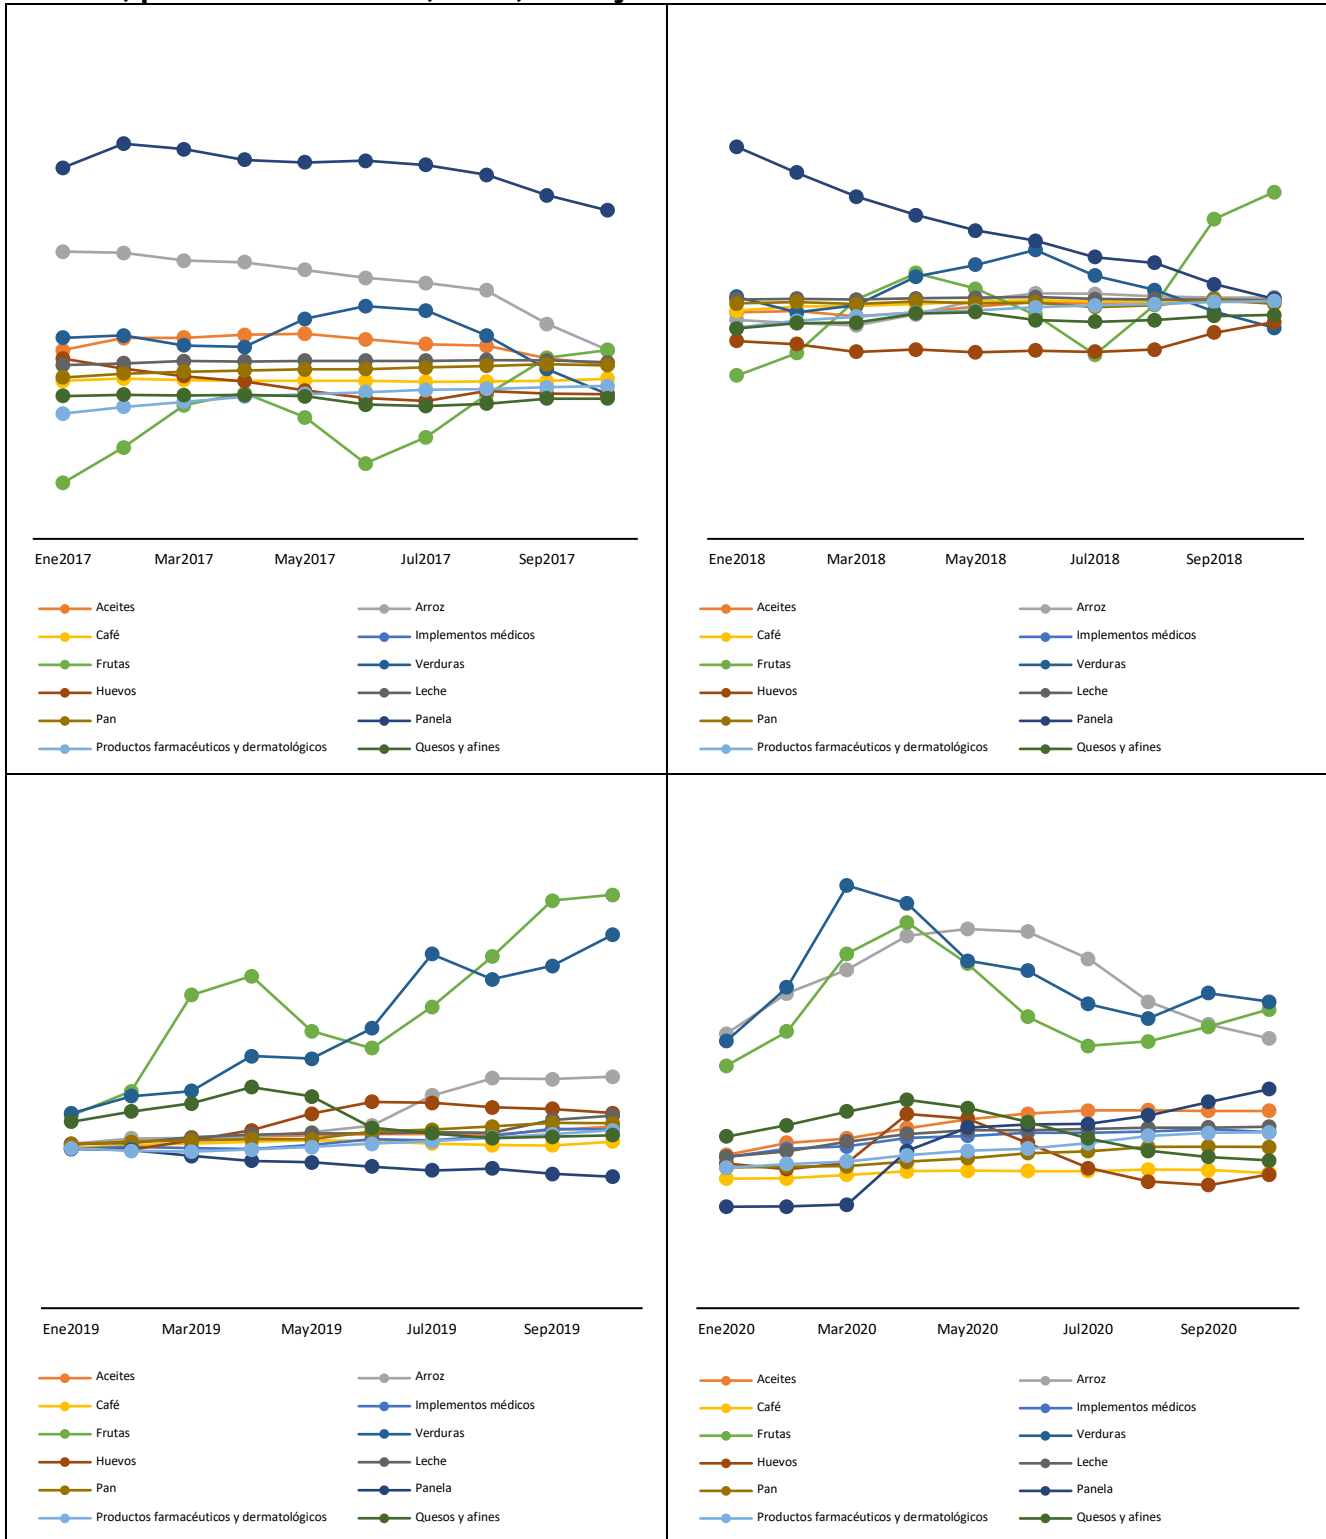 Ene2017 Mar2017 May2017 Jul2017 Sep2017
Aceites Arroz
Café Implementos médicos
Frutas Verduras
Huevos Leche
Pan Panela
Productos farmacéuticos y dermatológicos Quesos y afines
Ene2018 Mar2018 May2018 Jul2018 Sep2018
Aceites Arroz
Café Implementos médicos
Frutas Verduras
Huevos Leche
Pan Panela
Productos farmacéuticos y dermatológicos Quesos y afines
Ene2019 Mar2019 May2019 Jul2019 Sep2019
Aceites Arroz
Café Implementos médicos
Frutas Verduras
Huevos Leche
Pan Panela
Productos farmacéuticos y dermatológicos Quesos y afines
Ene2020 Mar2020 May2020 Jul2020 Sep2020
Aceites Arroz
Café Implementos médicos
Frutas Verduras
Huevos Leche
Pan Panela
Productos farmacéuticos y dermatológicos Quesos y afines